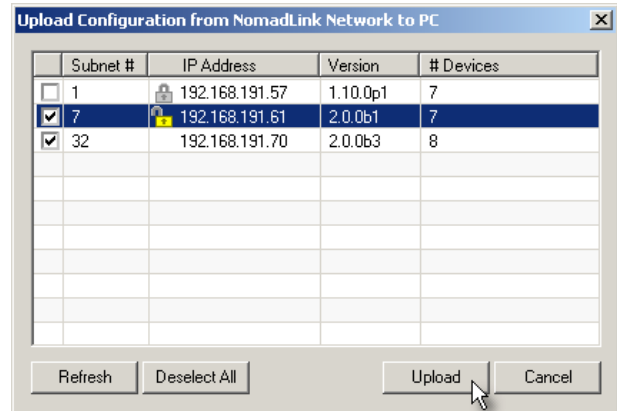 Upload Configuration from NomadLink Network to PC
Subnet # IP Address Version # Devices
1 192.168.191.57 1.10.0p1 7
7 192.168.191.61 2.0.0b1 7
32 192.168.191.70 2.0.0b3 8
Refresh Deselect All Upload Cancel